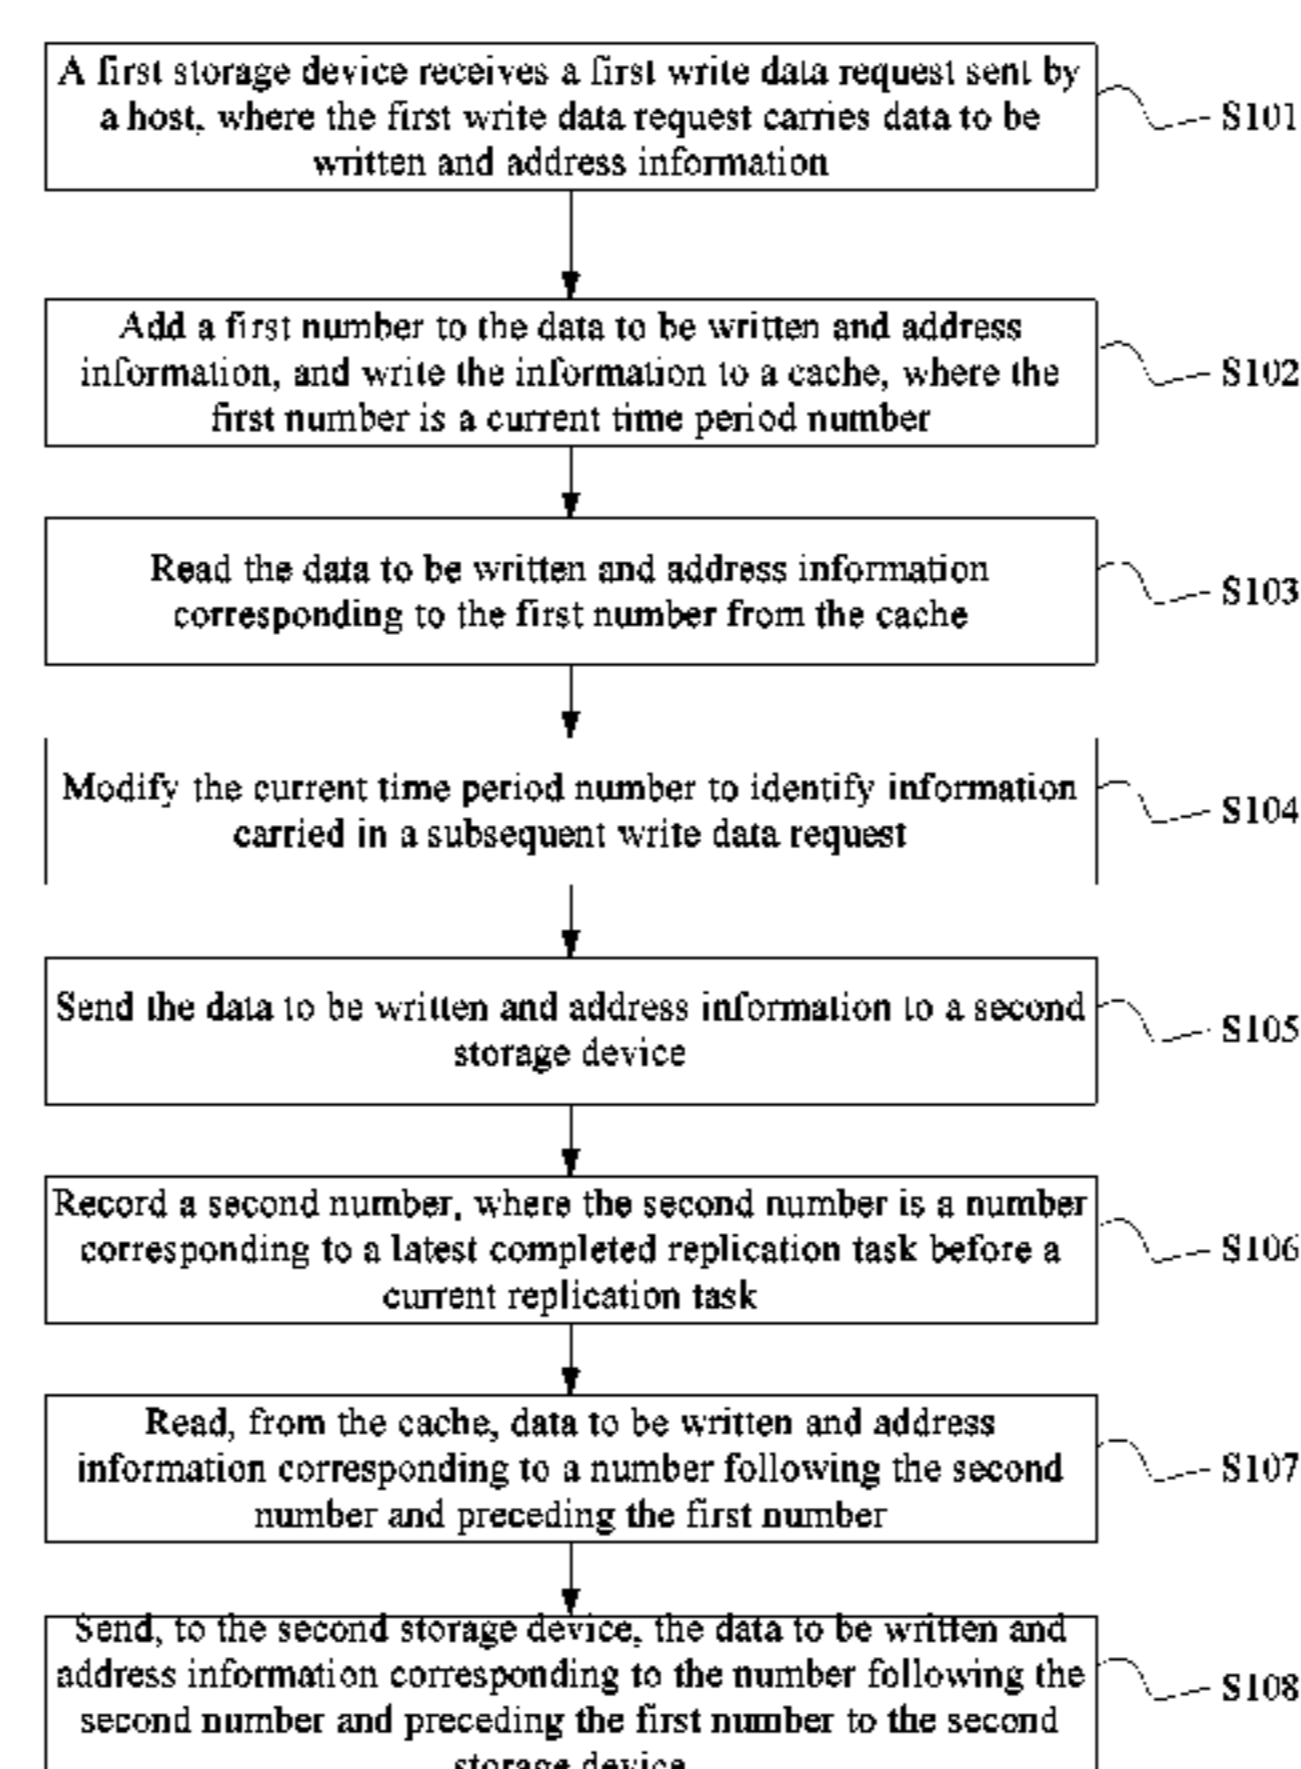 A first storage device receives a first write data request sent by
a host, where the first write data request carries data to be
written and address information
S101
Add a first number to the data to be written and address
information, and write the information to a cache, where the
first number is a current time period number
S102
Read the data to be written and address information
corresponding to the first number from the cache
S103
Modify the current time period number to identify information
carried in a subsequent write data request
S104
Send the data to be written and address information to a second
storage device
S105
Record a second number, where the second number is a number
corresponding to a latest completed replication task before a
current replication task
S106
Read, from the cache, data to be written and address
information corresponding to a number following the second
number and preceding the first number
S107
Send, to the second storage device, the data to be written and
address information corresponding to the number following the
second number and preceding the first number to the second
storage device
S108